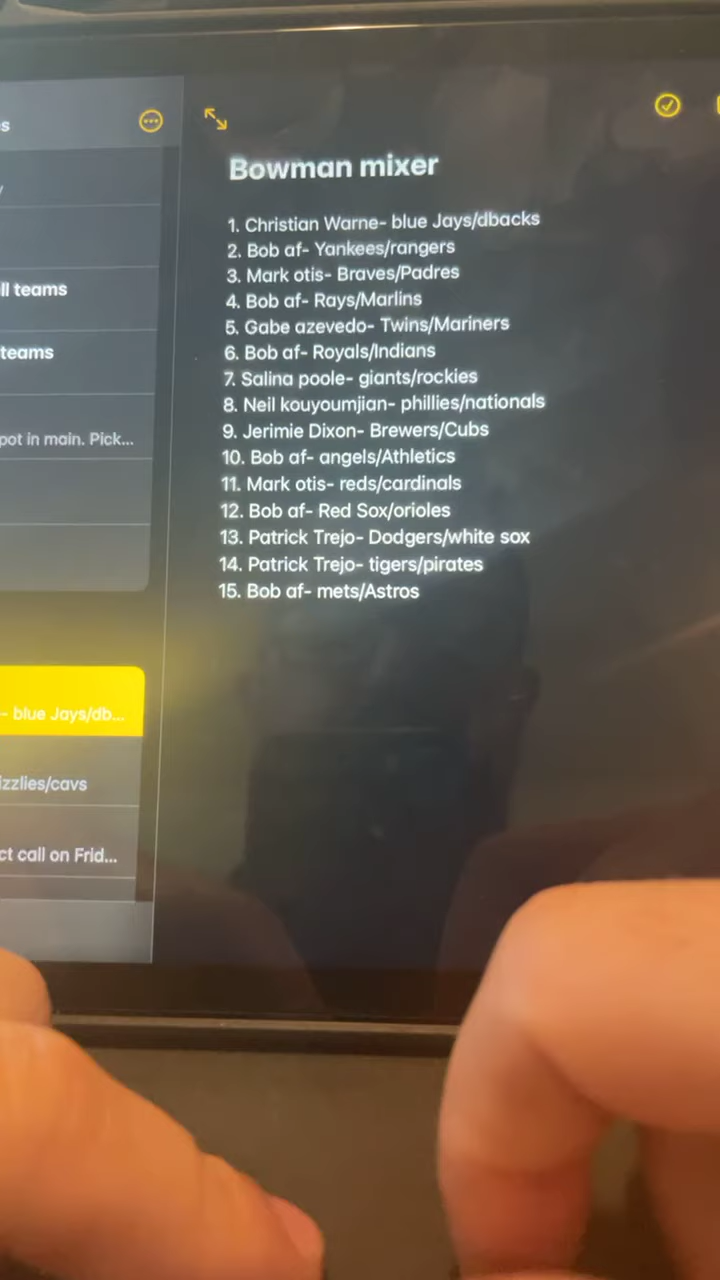 s
Bowman mixer
1. Christian Warne- blue Jays/dbacks
2. Bob af- Yankees/rangers
3. Mark otis- Braves/Padres
4. Bob af- Rays/Marlins
5. Gabe azevedo- Twins/Mariners
6. Bob af- Royals/Indians
7. Salina poole- giants/rockies
8. Neil kouyoumjian- phillies/nationals
9. Jerimie Dixon- Brewers/Cubs
10. Bob af- angels/Athletics
11. Mark otis- reds/cardinals
12. Bob af- Red Sox/orioles
13. Patrick Trejo- Dodgers/white sox
14. Patrick Trejo- tigers/pirates
15. Bob af- mets/Astros
ll teams
teams
pot in main. Pick...
- blue Jays/db...
izzlies/cavs
ct call on Frid...